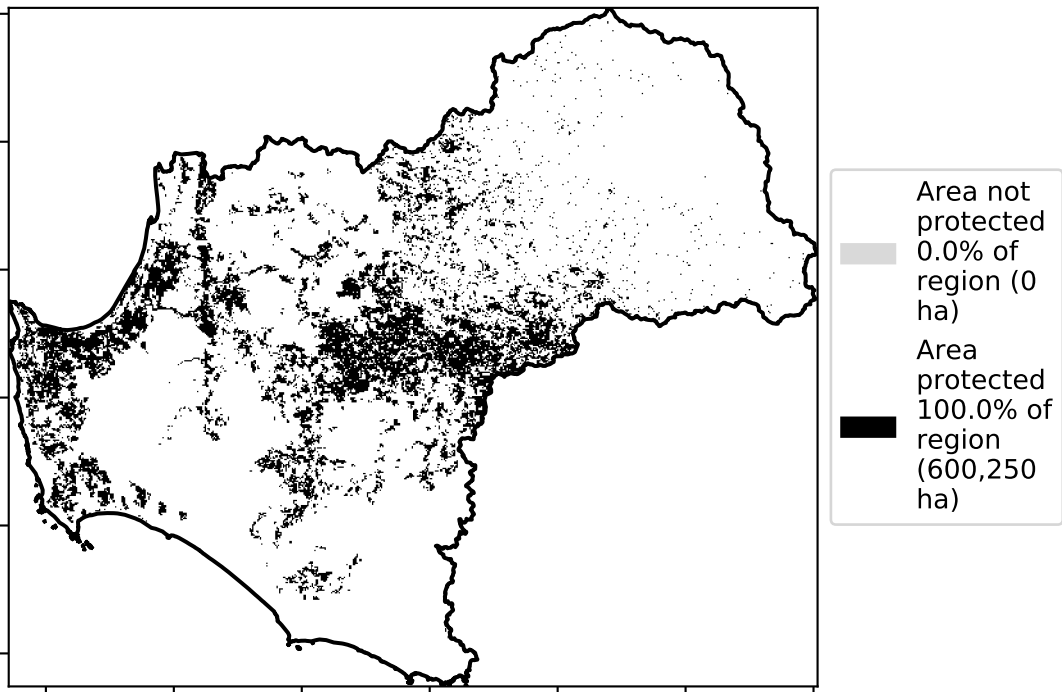 Area not
protected
0.0% of
region (0
ha)
Area
protected
100.0% of
region
(600,250
ha)